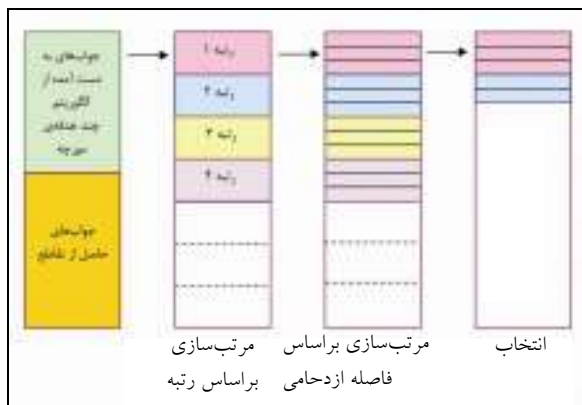 جواب‌های به
دست آمده از
الگوریتم
چند هدفه‌ی
مورچه
جواب‌های
حاصل از تقاطع
رتبه ۱
رتبه ۲
رتبه ۳
رتبه ۴
مرتب‌سازی
براساس رتبه
مرتب‌سازی براساس
فاصله ازدحامی
انتخاب